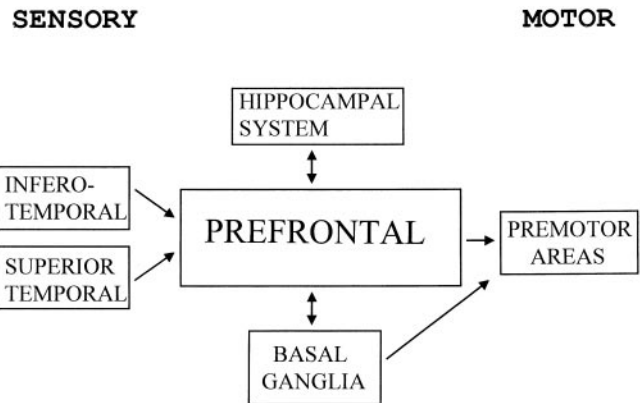 SENSORY
MOTOR
HIPPOCAMPAL
SYSTEM
INFERO-
TEMPORAL
PREFRONTAL
PREMOTOR
AREAS
SUPERIOR
TEMPORAL
BASAL
GANGLIA